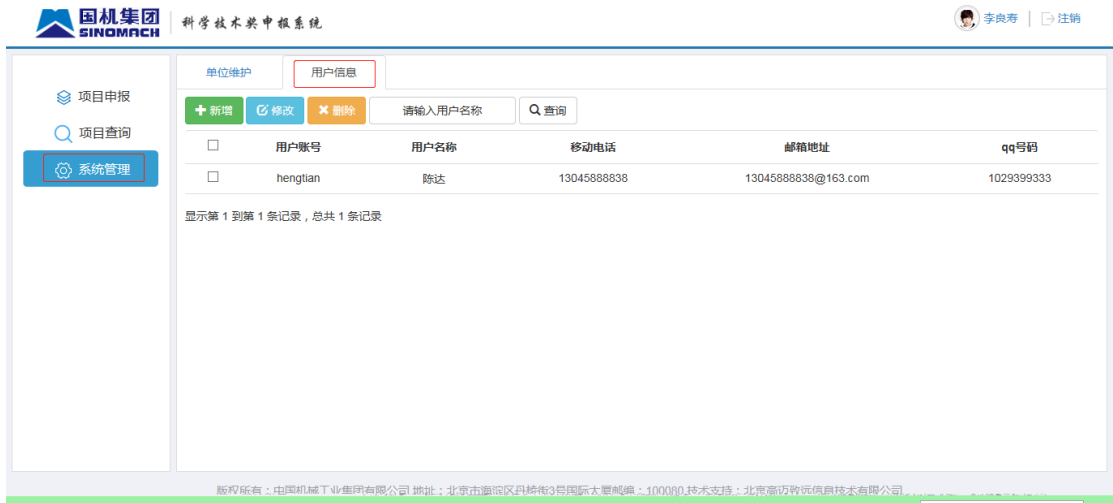 国机集团
SINOMACH
科学技术奖申报系统
李良寿 注销
项目申报
项目查询
系统管理
单位维护 用户信息
新增 修改 删除 请输入用户名称 查询
用户账号 用户名称 移动电话 邮箱地址 qq号码
hengtian 陈达 13045888838 13045888838@163.com 1029399333
显示第 1 到第 1 条记录，总共 1 条记录
版权所有：中国机械工业集团有限公司 地址：北京市海淀区丹棱街3号国际大厦邮编：100080 技术支持：北京高迈致远信息技术有限公司